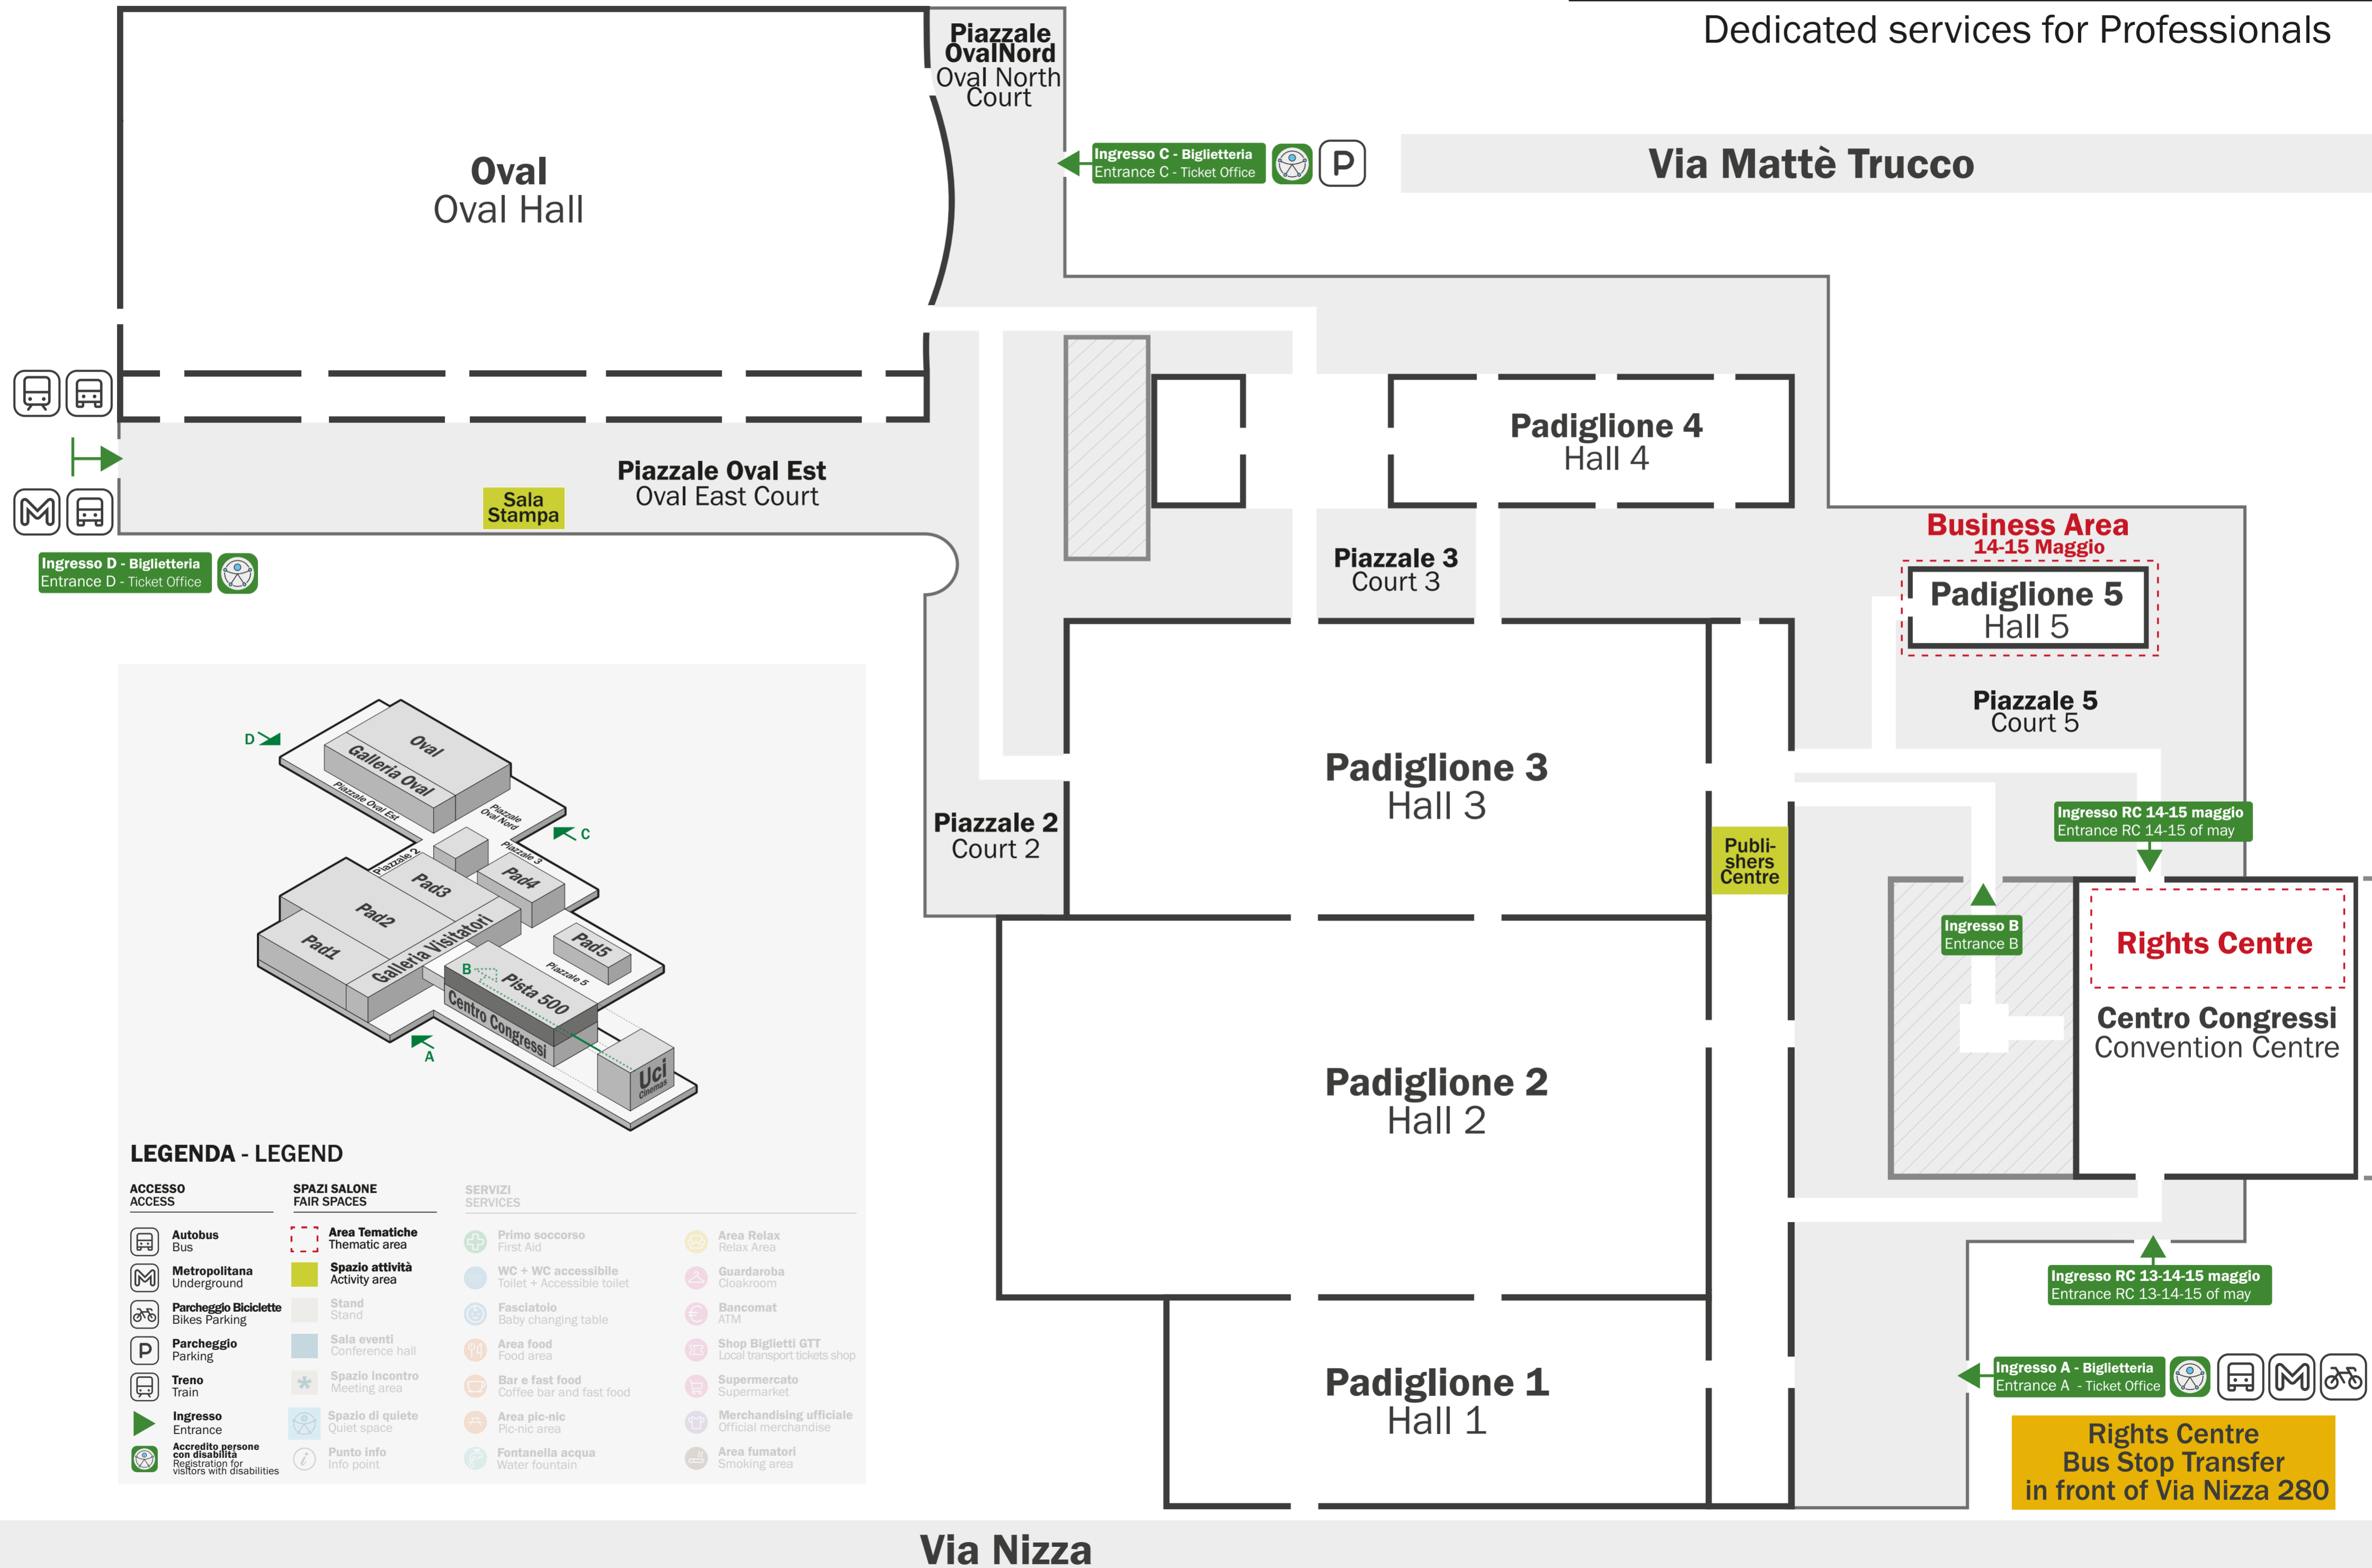 Dedicated services for Professionals
Piazzale
OvalNord
Oval North
Court
Oval
Oval Hall
Ingresso C - Biglietteria
Entrance C - Ticket Office
P
Via Mattè Trucco
Padiglione 4
Hall 4
Piazzale Oval Est
Oval East Court
Sala
Stampa
M
Ingresso D - Biglietteria
Entrance D - Ticket Office
Piazzale 3
Court 3
Business Area
14-15 Maggio
Padiglione 5
Hall 5
Piazzale 5
Court 5
Padiglione 3
Hall 3
Piazzale 2
Court 2
Publi-
shers
Centre
Ingresso RC 14-15 maggio
Entrance RC 14-15 of may
Ingresso B
Entrance B
Rights Centre
Centro Congressi
Convention Centre
Padiglione 2
Hall 2
Ingresso RC 13-14-15 maggio
Entrance RC 13-14-15 of may
Padiglione 1
Hall 1
Ingresso A - Biglietteria
Entrance A - Ticket Office
M
Rights Centre
Bus Stop Transfer
in front of Via Nizza 280
D
Oval
Galleria Oval
Piazzale Oval Est
Piazzale
Oval Nord
C
Piazzale 2
Piazzale 3
Pad3
Pad4
Pad2
Pad1
Galleria Visitatori
Pad5
Piazzale 5
B
Pista 500
Centro Congressi
A
Uci
Cinemas
LEGENDA - LEGEND
ACCESSO
ACCESS
Autobus
Bus
M
Metropolitana
Underground
Parcheggio Biciclette
Bikes Parking
P
Parcheggio
Parking
Treno
Train
Ingresso
Entrance
Accredito persone
con disabilità
Registration for
visitors with disabilities
SPAZI SALONE
FAIR SPACES
Area Tematiche
Thematic area
Spazio attività
Activity area
Stand
Stand
Sala eventi
Conference hall
*
Spazio incontro
Meeting area
Spazio di quiete
Quiet space
i
Punto info
Info point
SERVIZI
SERVICES
Primo soccorso
First Aid
WC + WC accessibile
Toilet + Accessible toilet
Fasciatoio
Baby changing table
Area food
Food area
Bar e fast food
Coffee bar and fast food
Area pic-nic
Pic-nic area
Fontanella acqua
Water fountain
Area Relax
Relax Area
Guardaroba
Cloakroom
€
Bancomat
ATM
Shop Biglietti GTT
Local transport tickets shop
Supermercato
Supermarket
Merchandising ufficiale
Official merchandise
Area fumatori
Smoking area
Via Nizza